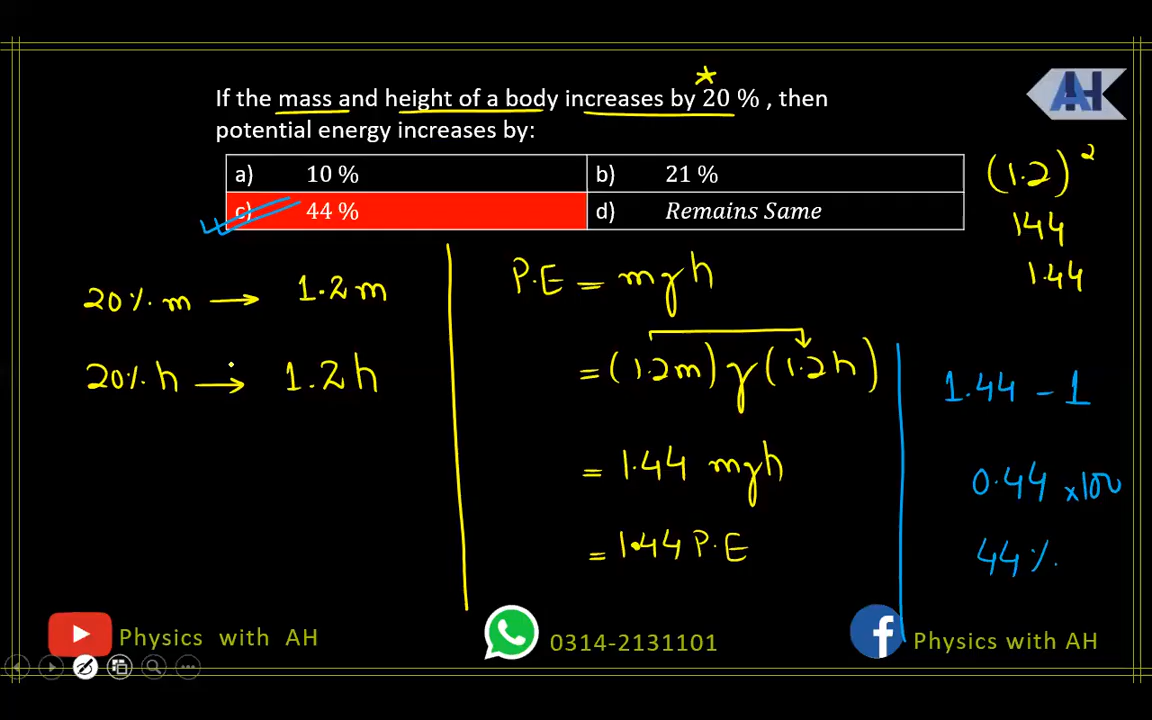 If the mass and height of a body increases by 20 % , then
potential energy increases by:
a) 10 % b) 21 %
c) 44 % d) Remains Same
AH
(1.2)²
144
1.44
20% m → 1.2m
20% h → 1.2h
P.E = mgh
= (1.2m) g (1.2h)
= 1.44 mgh
= 1.44 P.E
1.44 - 1
0.44 x100
44%
Physics with AH
0314-2131101
f
Physics with AH